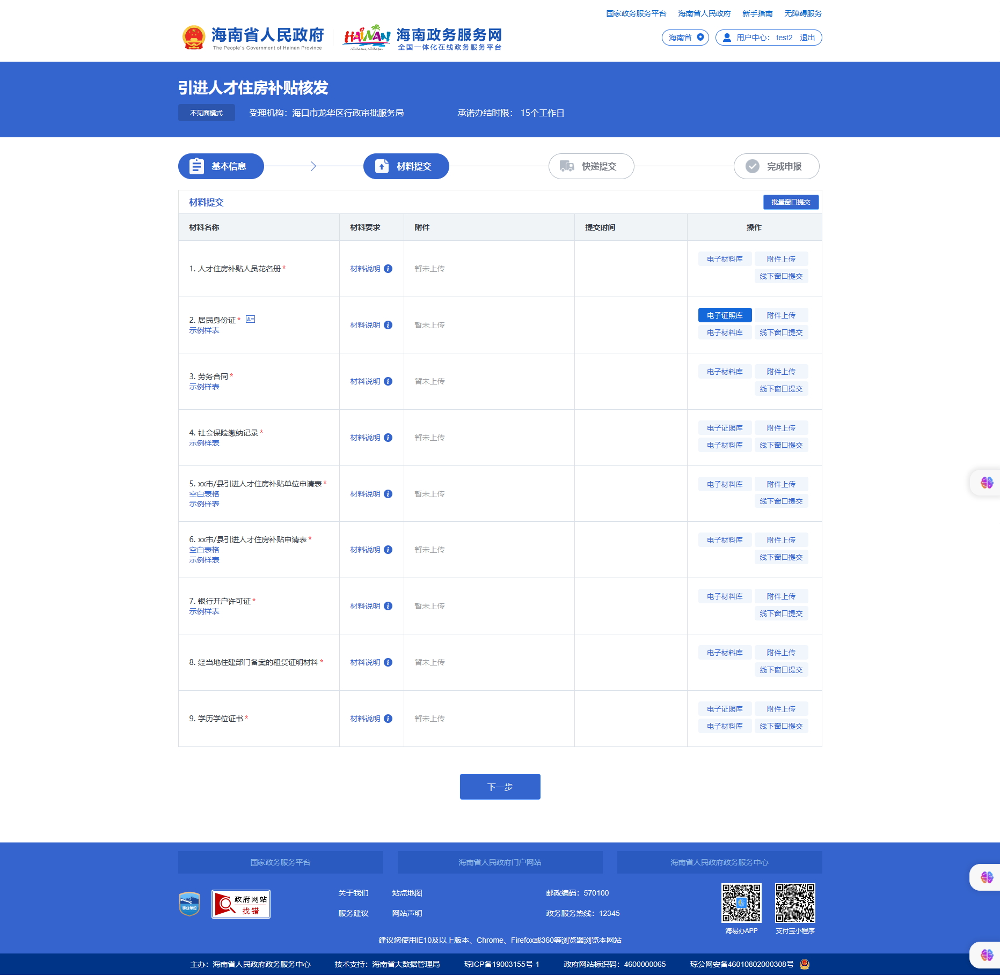 国家政务服务平台 海南省人民政府 新手指南 无障碍服务
海南省人民政府
The People's Government of Hainan Province
HAINAN
All the sun, all the fun
海南政务服务网
全国一体化在线政务服务平台
海南省
用户中心： test2 退出
引进人才住房补贴核发
不见面模式 受理机构：海口市龙华区行政审批服务局 承诺办结时限： 15个工作日
基本信息 材料提交 快递提交 完成申报
材料提交 批量窗口提交
材料名称 材料要求 附件 提交时间 操作
1. 人才住房补贴人员花名册* 材料说明 暂未上传 电子材料库 附件上传
线下窗口提交
2. 居民身份证* 材料说明 暂未上传 电子证照库 附件上传
示例样表 电子材料库 线下窗口提交
3. 劳务合同* 材料说明 暂未上传 电子材料库 附件上传
示例样表 线下窗口提交
4. 社会保险缴纳记录* 材料说明 暂未上传 电子证照库 附件上传
示例样表 电子材料库 线下窗口提交
5. xx市/县引进人才住房补贴单位申请表* 材料说明 暂未上传 电子材料库 附件上传
空白表格
示例样表 线下窗口提交
6. xx市/县引进人才住房补贴申请表* 材料说明 暂未上传 电子材料库 附件上传
空白表格
示例样表 线下窗口提交
7. 银行开户许可证* 材料说明 暂未上传 电子材料库 附件上传
示例样表 线下窗口提交
8. 经当地住建部门备案的租赁证明材料* 材料说明 暂未上传 电子材料库 附件上传
线下窗口提交
9. 学历学位证书* 材料说明 暂未上传 电子证照库 附件上传
电子材料库 线下窗口提交
下一步
国家政务服务平台 海南省人民政府门户网站 海南省人民政府政务服务中心
事业单位
政府网站
找错
关于我们 站点地图 邮政编码：570100
服务建议 网站声明 政务服务热线：12345
海易办APP 支付宝小程序
建议您使用IE10及以上版本、Chrome、Firefox或360等浏览器浏览本网站
主办：海南省人民政府政务服务中心 技术支持：海南省大数据管理局 琼ICP备19003155号-1 政府网站标识码：4600000065 琼公网安备46010802000308号